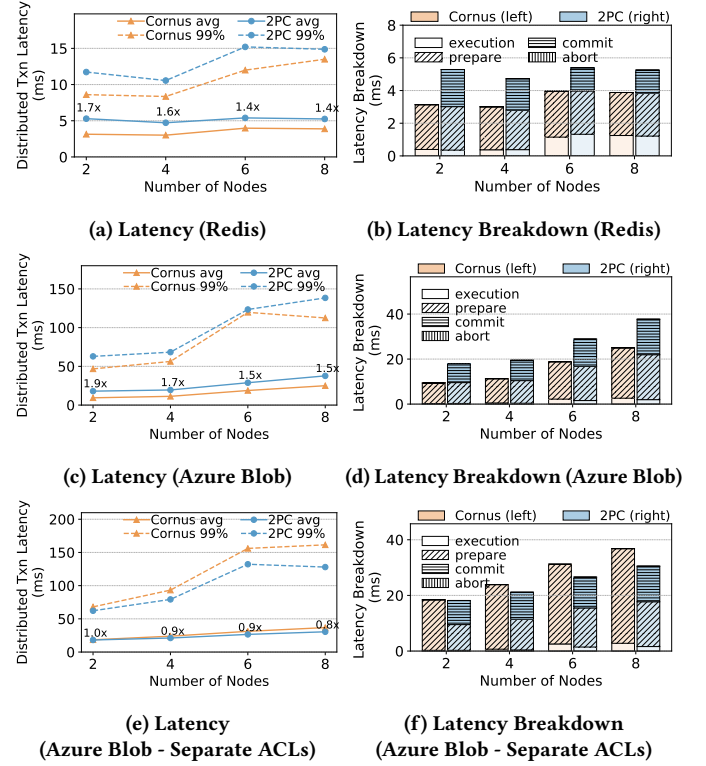 Distributed Txn Latency
(ms)
Cornus avg
2PC avg
Cornus 99%
2PC 99%
15
10
5
0
1.7x
1.6x
1.4x
1.4x
2
4
6
8
Number of Nodes
(a) Latency (Redis)
Latency Breakdown
(ms)
Cornus (left)
2PC (right)
execution
commit
prepare
abort
8
6
4
2
0
2
4
6
8
Number of Nodes
(b) Latency Breakdown (Redis)
Distributed Txn Latency
(ms)
Cornus avg
2PC avg
Cornus 99%
2PC 99%
150
100
50
0
1.9x
1.7x
1.5x
1.5x
2
4
6
8
Number of Nodes
(c) Latency (Azure Blob)
Latency Breakdown
(ms)
Cornus (left)
2PC (right)
execution
prepare
commit
abort
40
20
0
2
4
6
8
Number of Nodes
(d) Latency Breakdown (Azure Blob)
Distributed Txn Latency
(ms)
Cornus avg
2PC avg
Cornus 99%
2PC 99%
200
150
100
50
0
1.0x
0.9x
0.9x
0.8x
2
4
6
8
Number of Nodes
(e) Latency
(Azure Blob - Separate ACLs)
Latency Breakdown
(ms)
Cornus (left)
2PC (right)
execution
prepare
commit
abort
40
20
0
2
4
6
8
Number of Nodes
(f) Latency Breakdown
(Azure Blob - Separate ACLs)